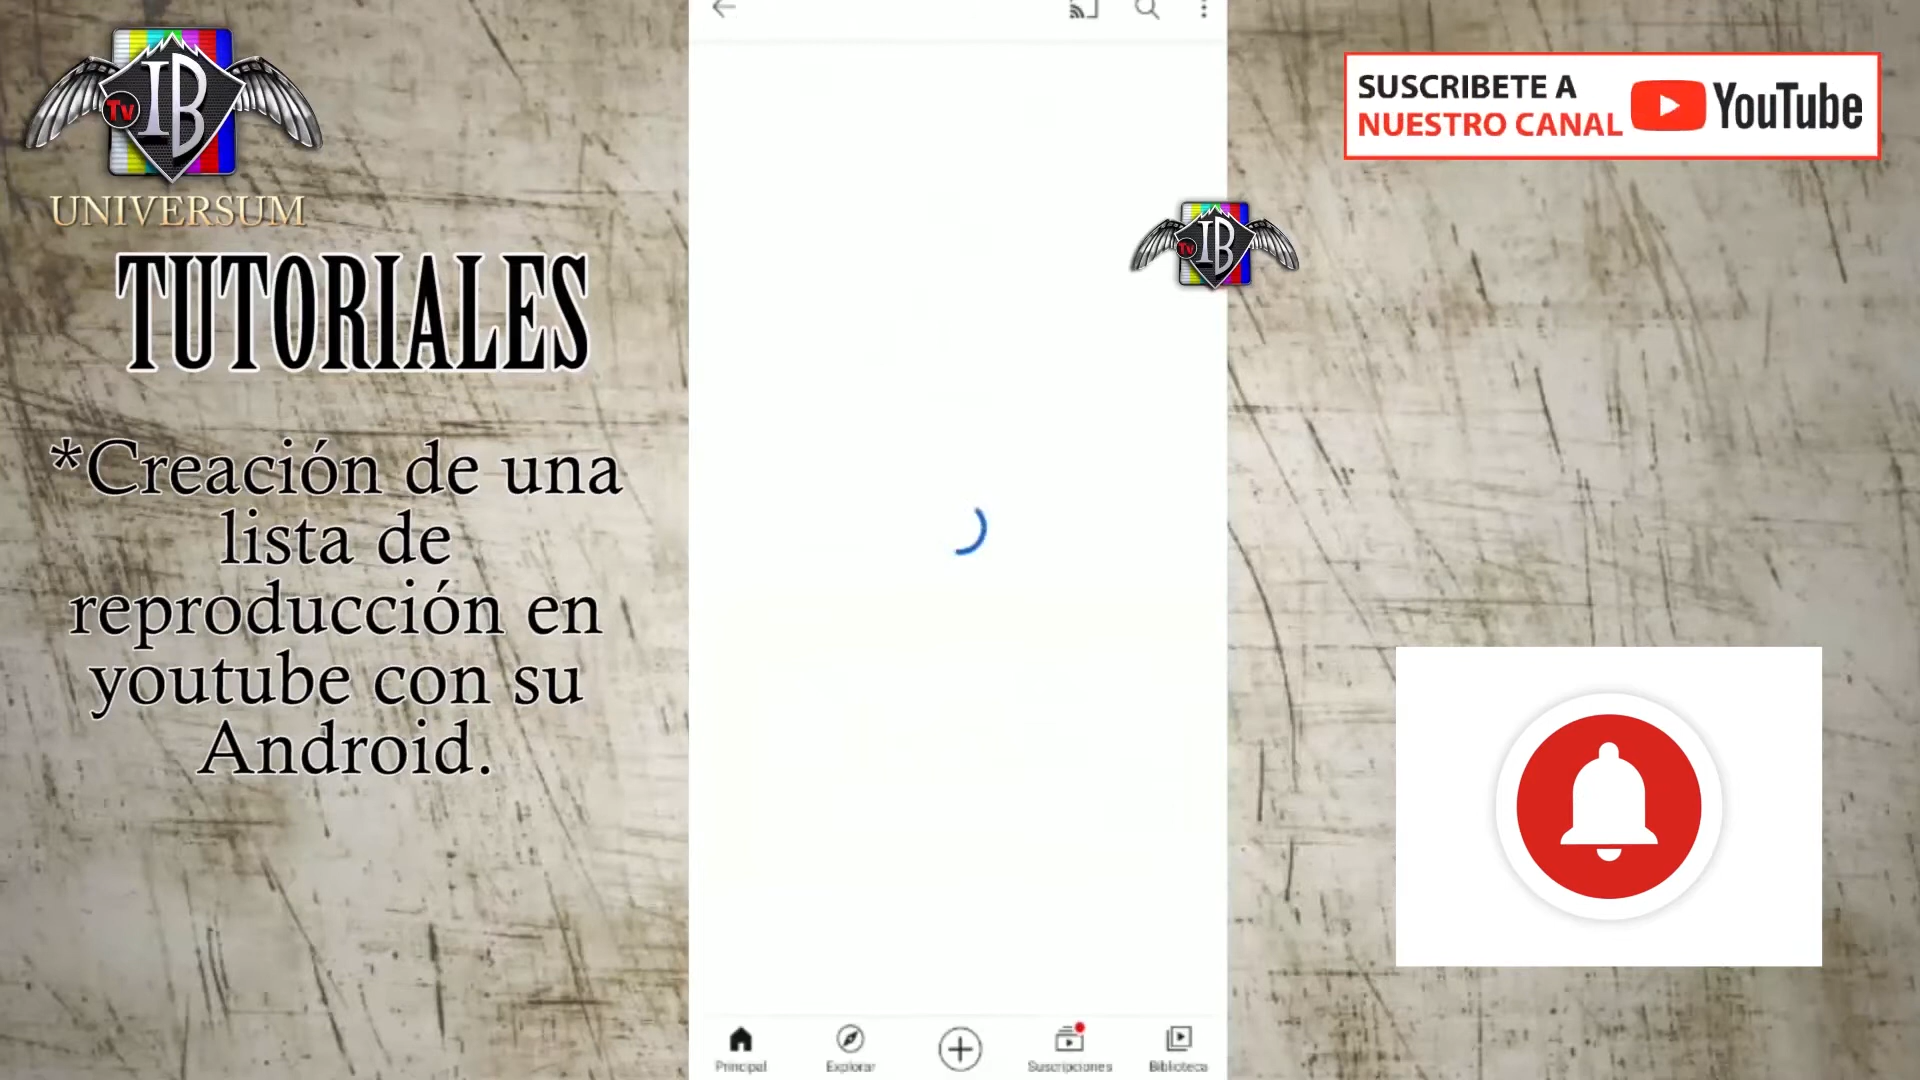 Tv IB
UNIVERSUM
TUTORIALES
*Creación de una
lista de
reproducción en
youtube con su
Android.
SUSCRIBETE A
NUESTRO CANAL
YouTube
Tv IB
Principal
Explorar
Suscripciones
Biblioteca